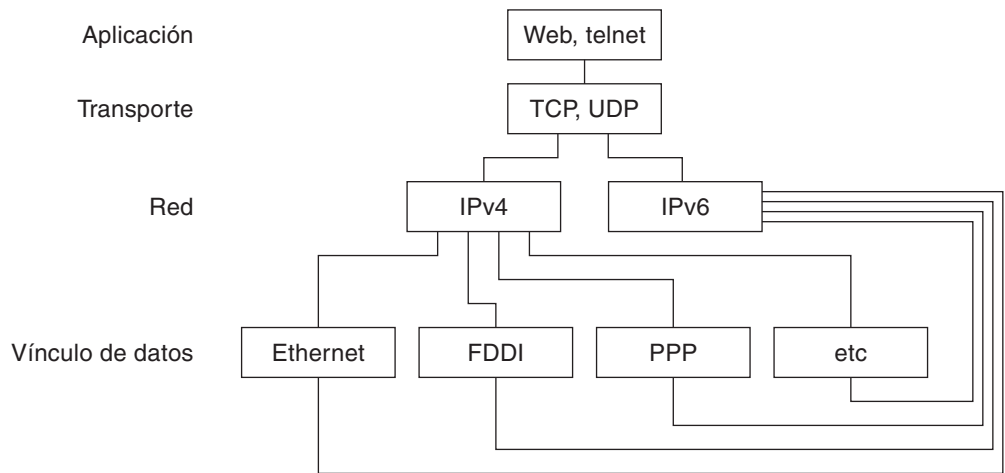 Aplicación
Web, telnet
Transporte
TCP, UDP
Red
IPv4
IPv6
Vínculo de datos
Ethernet
FDDI
PPP
etc